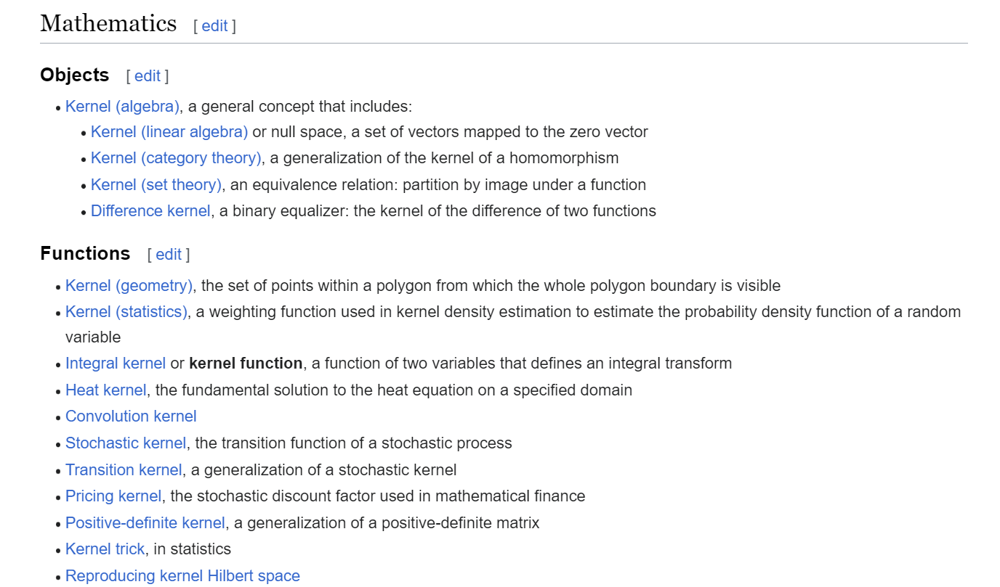 Mathematics [ edit ]
Objects [ edit ]
• Kernel (algebra), a general concept that includes:
• Kernel (linear algebra) or null space, a set of vectors mapped to the zero vector
• Kernel (category theory), a generalization of the kernel of a homomorphism
• Kernel (set theory), an equivalence relation: partition by image under a function
• Difference kernel, a binary equalizer: the kernel of the difference of two functions
Functions [ edit ]
• Kernel (geometry), the set of points within a polygon from which the whole polygon boundary is visible
• Kernel (statistics), a weighting function used in kernel density estimation to estimate the probability density function of a random
variable
• Integral kernel or kernel function, a function of two variables that defines an integral transform
• Heat kernel, the fundamental solution to the heat equation on a specified domain
• Convolution kernel
• Stochastic kernel, the transition function of a stochastic process
• Transition kernel, a generalization of a stochastic kernel
• Pricing kernel, the stochastic discount factor used in mathematical finance
• Positive-definite kernel, a generalization of a positive-definite matrix
• Kernel trick, in statistics
• Reproducing kernel Hilbert space